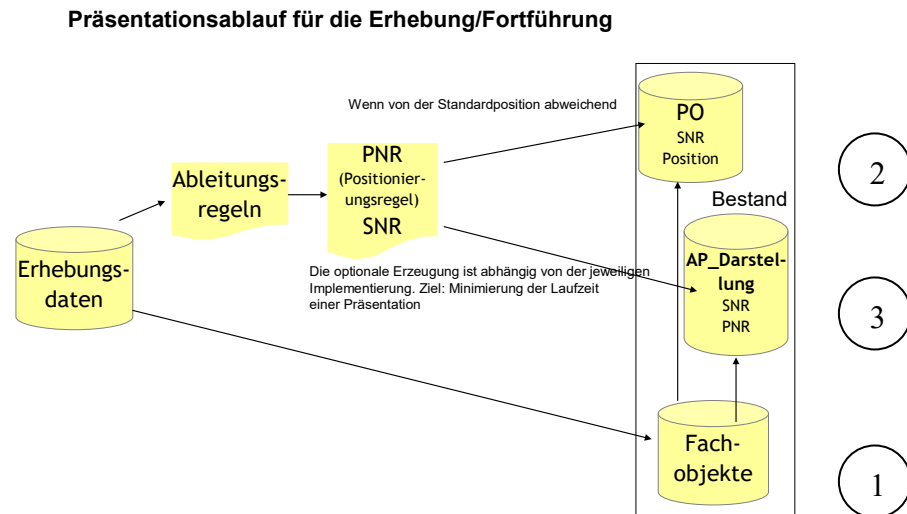 Präsentationsablauf für die Erhebung/Fortführung
Wenn von der Standardposition abweichend
PO
SNR
Position
2
PNR
(Positionier-
ungsregel)
SNR
Ableitungs-
regeln
Bestand
Erhebungs-
daten
Die optionale Erzeugung ist abhängig von der jeweiligen
Implementierung. Ziel: Minimierung der Laufzeit
einer Präsentation
AP_Darstel-
lung
SNR
PNR
3
Fach-
objekte
1